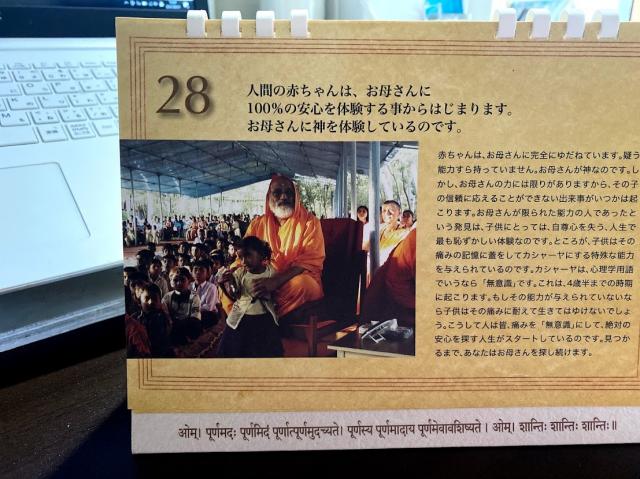 28
人間の赤ちゃんは、お母さんに
100%の安心を体験する事からはじまります。
お母さんに神を体験しているのです。
赤ちゃんは、お母さんに完全にゆだねています。疑う
能力すら持っていません。お母さんが神なのです。し
かし、お母さんの力には限りがありますから、その子
の信頼に応えることができない出来事がいつかは起
こります。お母さんが限られた能力の人であったと
いう発見は、子供にとっては、自尊心を失う、人生で
最も恥ずかしい体験なのです。ところが、子供はその
痛みの記憶に蓋をしてカシャーヤにする特殊な能力
を与えられているのです。カシャーヤは、心理学用語
でいうなら「無意識」です。これは、4歳半までの時期
に起こります。もしその能力が与えられていないな
ら子供はその痛みに耐えて生きてはゆけないでしょ
う。こうして人は皆、痛みを「無意識」にして、絶対の
安心を探す人生がスタートしているのです。見つか
るまで、あなたはお母さんを探し続けます。
ओम्। पूर्णमदः पूर्णमिदं पूर्णात्पूर्णमुदच्यते। पूर्णस्य पूर्णमादाय पूर्णमेवावशिष्यते। ओम्। शान्तिः शान्तिः शान्तिः॥